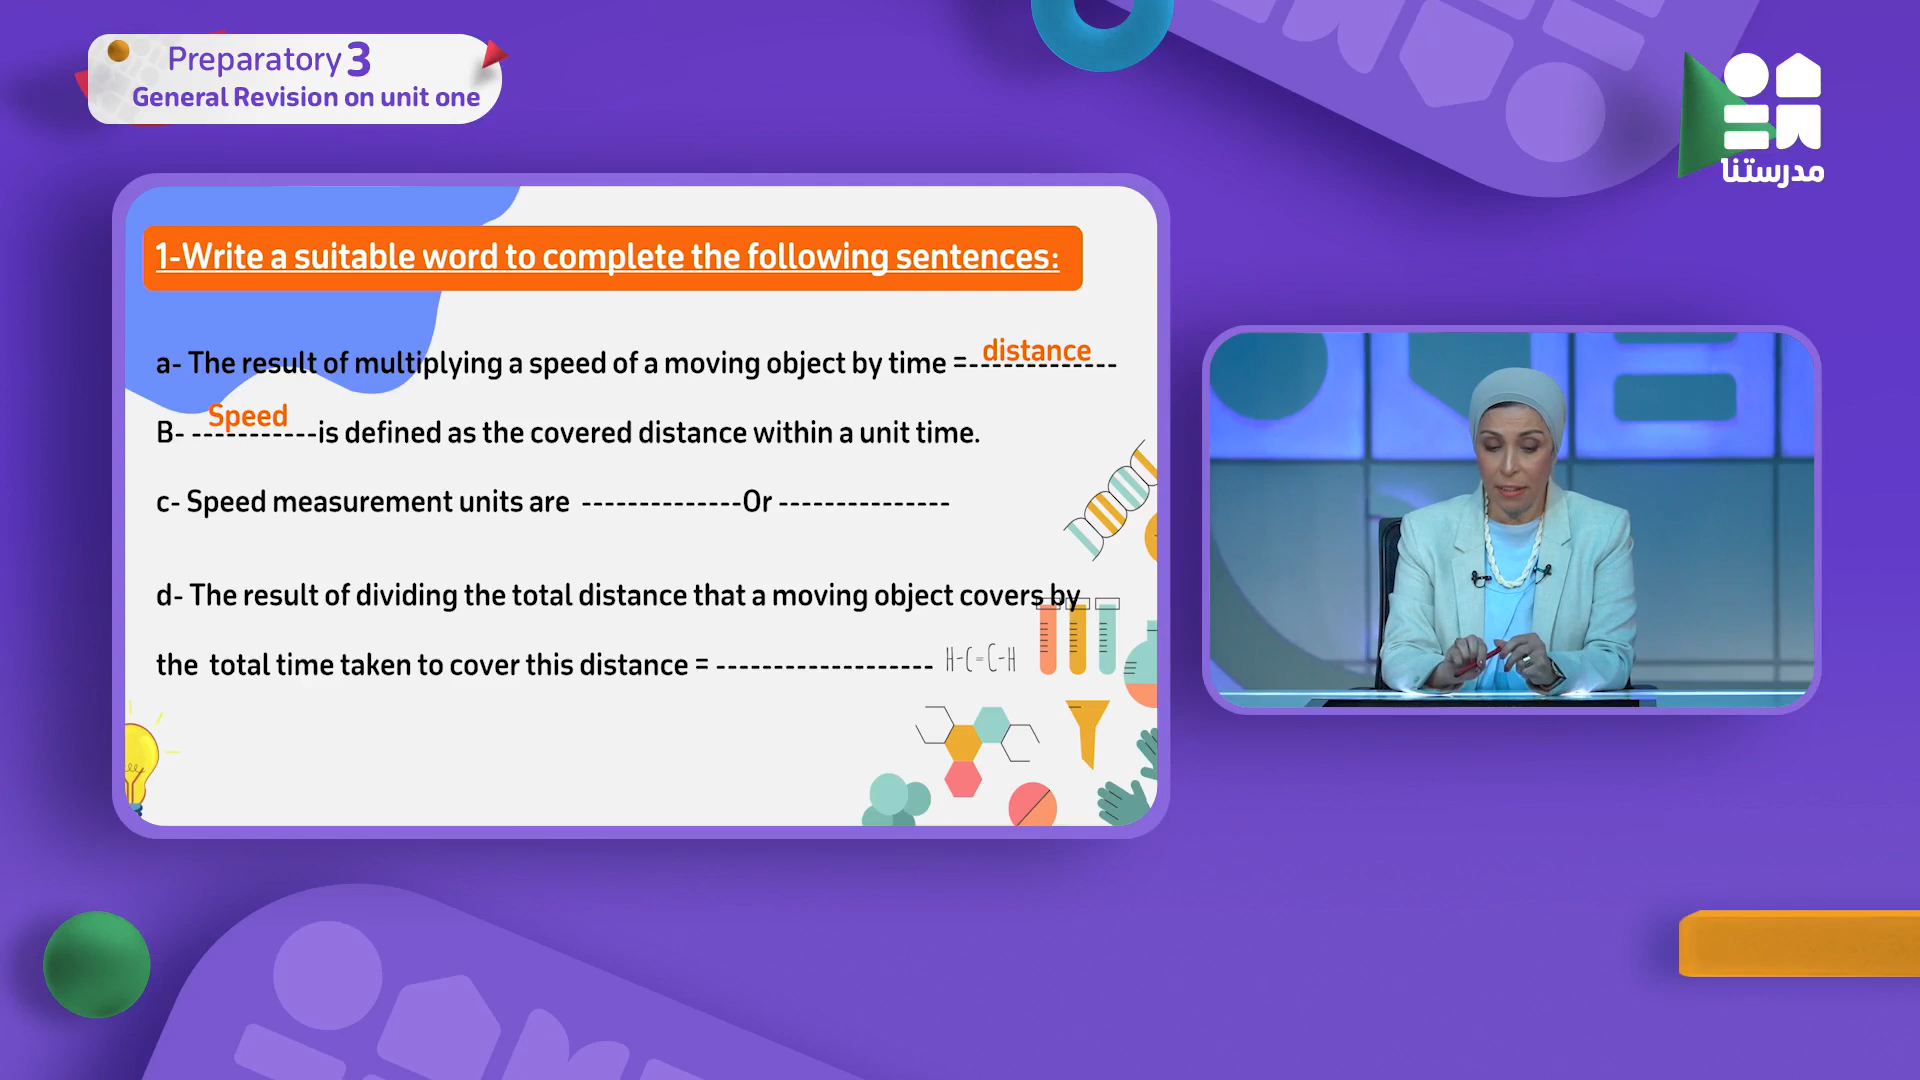 Preparatory 3
General Revision on unit one
مدرستنا
1-Write a suitable word to complete the following sentences:
a- The result of multiplying a speed of a moving object by time =-------------- distance
B- ----------- Speed is defined as the covered distance within a unit time.
c- Speed measurement units are --------------Or ---------------
d- The result of dividing the total distance that a moving object covers by
the total time taken to cover this distance = -------------------
H-C=C-H